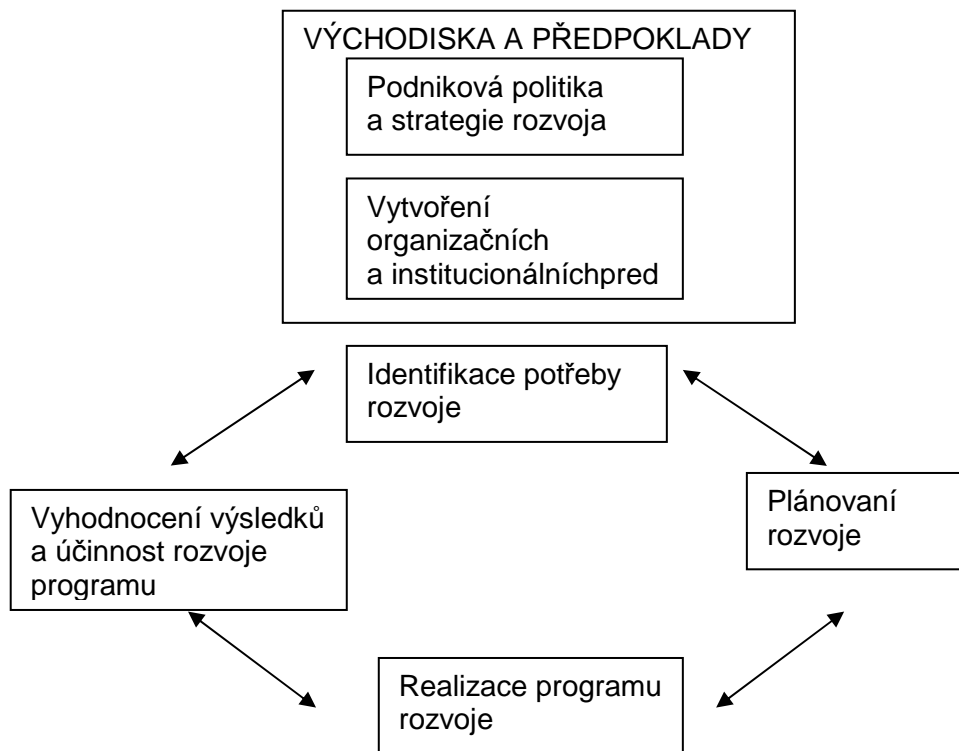 VÝCHODISKA A PŘEDPOKLADY
Podniková politika
a strategie rozvoja
Vytvoření
organizačních
a institucionálníchpred
Identifikace potřeby
rozvoje
Vyhodnocení výsledků
a účinnost rozvoje
programu
Plánovaní
rozvoje
Realizace programu
rozvoje